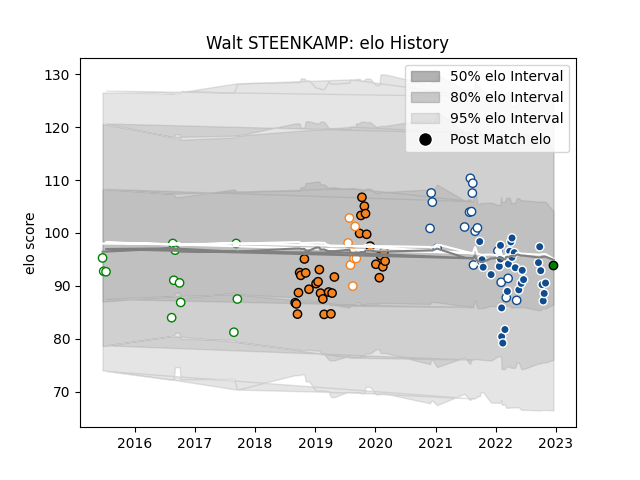 Walt STEENKAMP: elo History
50% elo Interval
80% elo Interval
95% elo Interval
Post Match elo
elo score
130
120
110
100
90
80
70
2016 2017 2018 2019 2020 2021 2022 2023